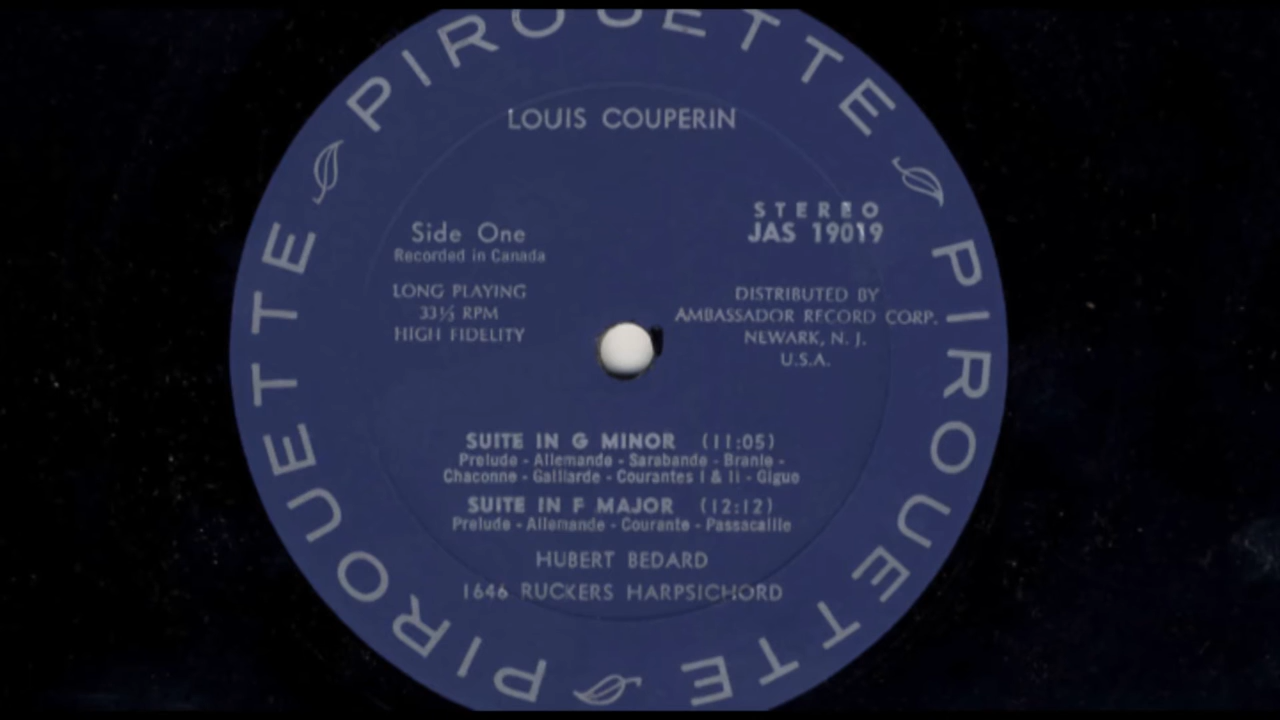 PIROUETTE PIROUETTE PIROUETTE
LOUIS COUPERIN
Side One
Recorded in Canada
LONG PLAYING
33⅓ RPM
HIGH FIDELITY
STEREO
JAS 19019
DISTRIBUTED BY
AMBASSADOR RECORD CORP.
NEWARK, N. J.
U.S.A.
SUITE IN G MINOR (11:05)
Prelude - Allemande - Sarabande - Branle -
Chaconne - Gaillarde - Courantes I & II - Gigue
SUITE IN F MAJOR (12:12)
Prelude - Allemande - Courante - Passacaille
HUBERT BEDARD
1646 RUCKERS HARPSICHORD